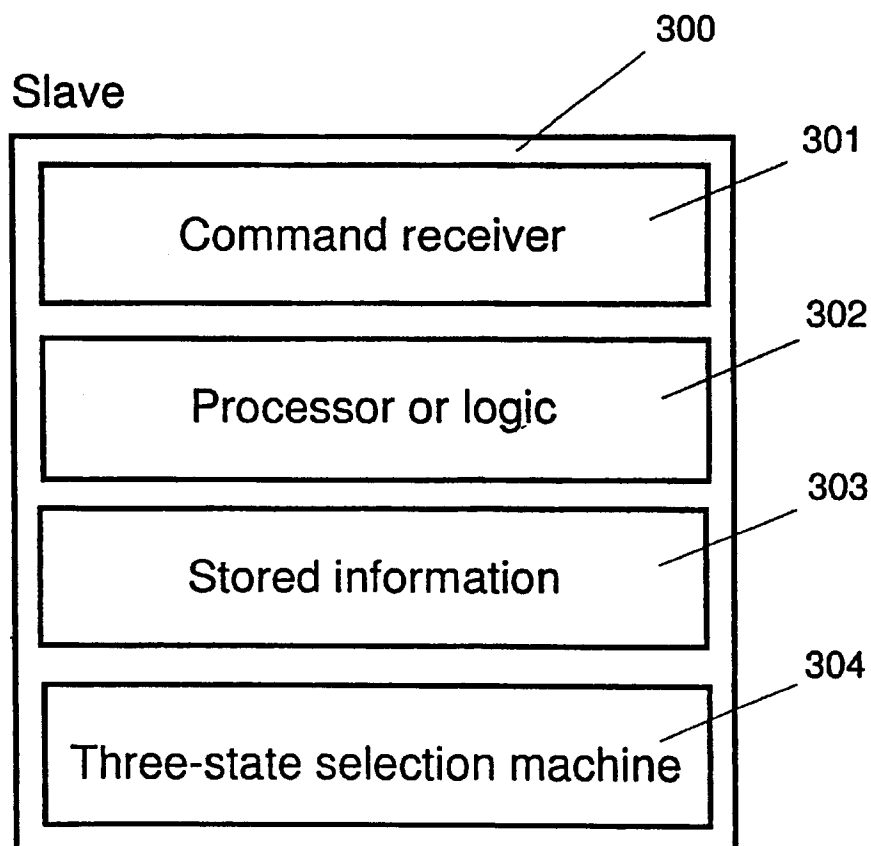 300
Slave
301
Command receiver
302
Processor or logic
303
Stored information
304
Three-state selection machine